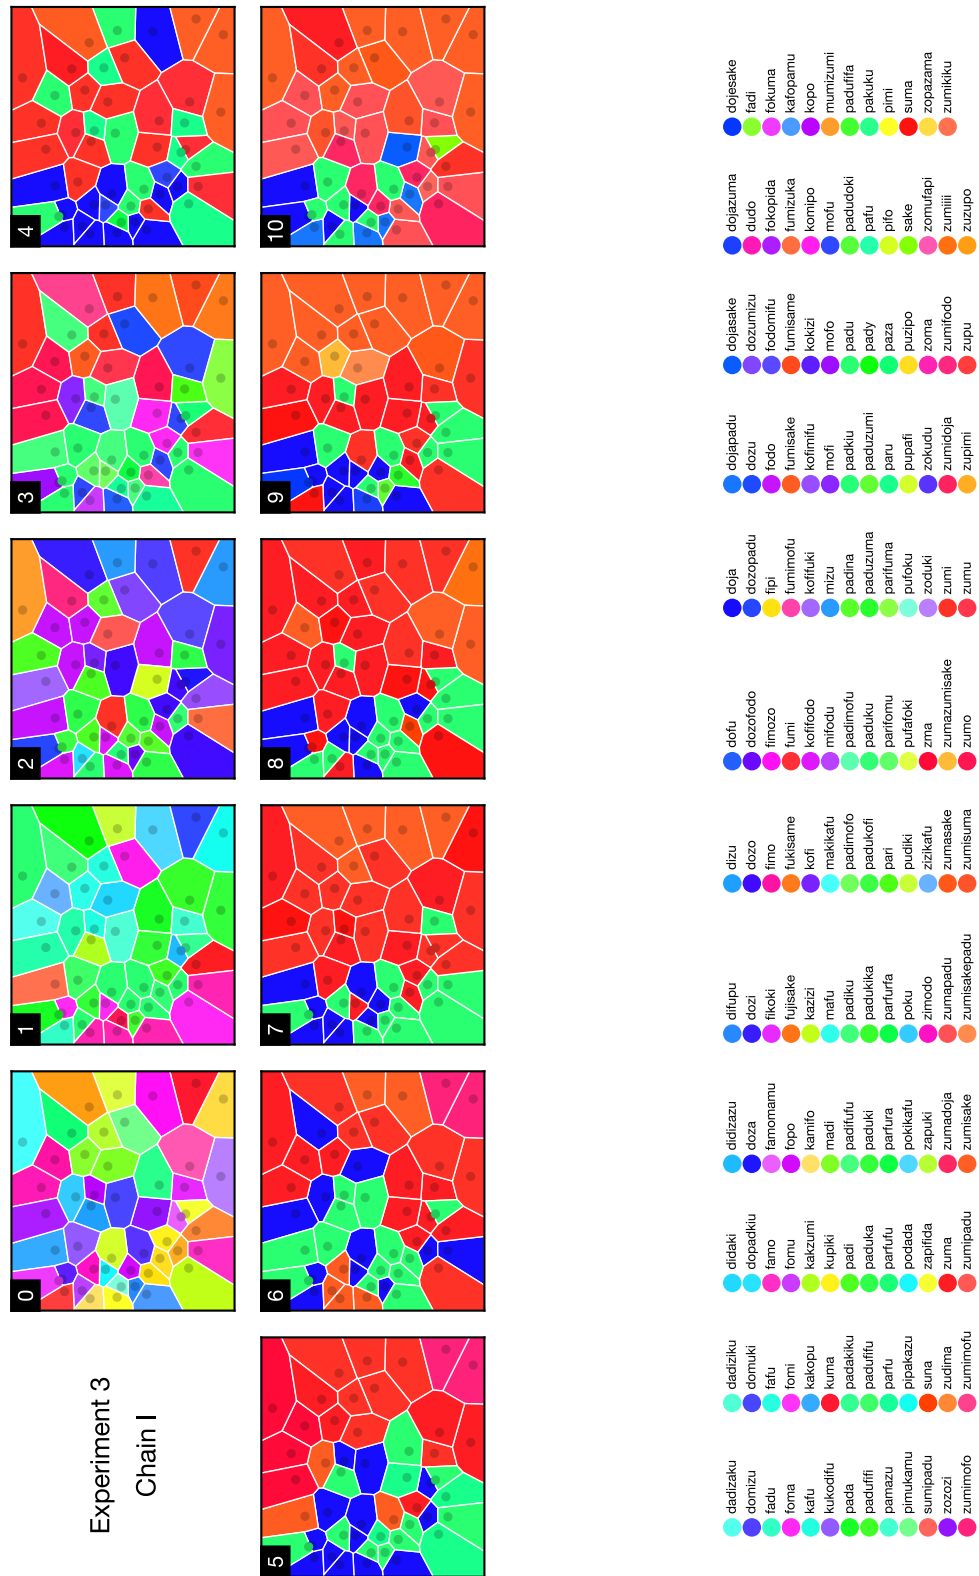 Experiment 3
Chain I
0 1 2 3 4
5 6 7 8 9 10
dadizaku dadiziku didaki didizazu difupu dizu dofu doja dojapadu dojasake dojazuma dojesake
domizu domuki dopadkiu doza dozi dozo dozofodo dozopadu dozu dozumizu dudo fadi
fadu fafu famo famomamu fikoki fimo fimozo fipi fodo fodomifu fokopida fokuma
foma fomi fomu fopo fujisake fukisame fumi fumimofu fumisake fumisame fumizuka kafopamu
kafu kakopu kakzumi kamifo kazizi kofi kofifodo kofifuki kofimifu kokizi komipo kopo
kukodifu kuma kupiki madi mafu makikafu mifodu mizu mofi mofo mofu mumizumi
pada padakiku padi padifufu padiku padimofo padimofu padina padkiu padu padudoki padufifa
padufifi padufifu paduka paduki padukika padukofi paduku paduzuma paduzumi pady pafu pakuku
pamazu parfu parfufu parfura parfurfa pari parifomu parifuma paru paza pifo pimi
pimukamu pipakazu podada pokikafu poku pudiki pufafoki pufoku pupafi puzipo sake suma
sumipadu suna zapifida zapuki zimodo zizikafu zma zoduki zokudu zoma zomufapi zopazama
zozozi zudima zuma zumadoja zumapadu zumasake zumazumisake zumi zumidoja zumifodo zumiiii zumikiku
zumimofo zumimofu zumipadu zumisake zumisakepadu zumisuma zumo zumu zupimi zupu zuzupo